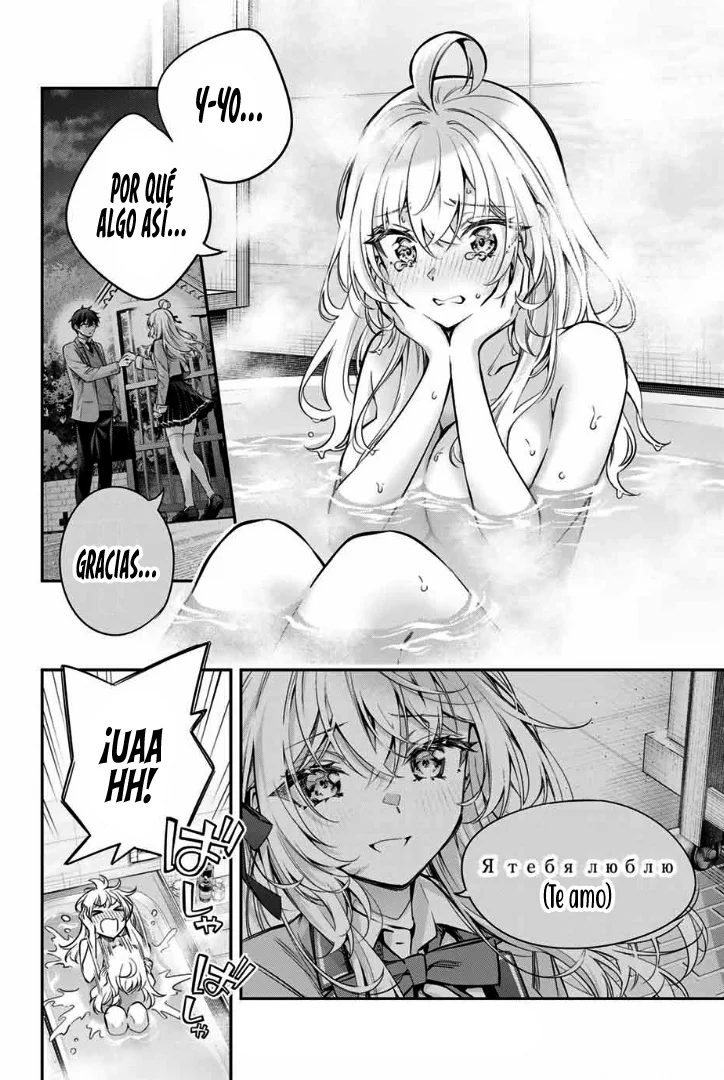 Y-YO...
POR QUÉ
ALGO ASÍ...
GRACIAS...
Я тебя люблю
(Te amo)
¡UAA
HH!
ばしゃ
ばしゃ